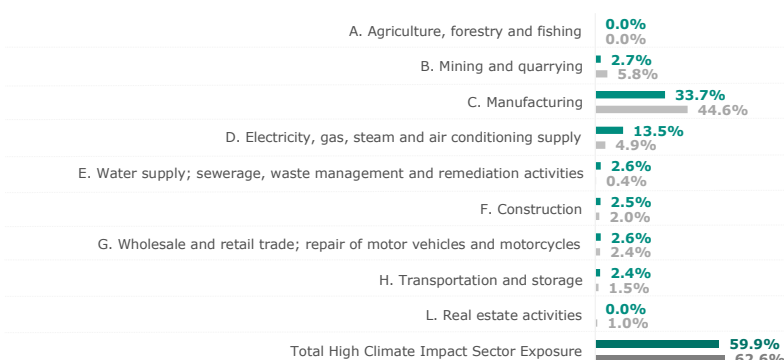 A. Agriculture, forestry and fishing
0.0%
0.0%
B. Mining and quarrying
2.7%
5.8%
C. Manufacturing
33.7%
44.6%
D. Electricity, gas, steam and air conditioning supply
13.5%
4.9%
E. Water supply; sewerage, waste management and remediation activities
2.6%
0.4%
F. Construction
2.5%
2.0%
G. Wholesale and retail trade; repair of motor vehicles and motorcycles
2.6%
2.4%
H. Transportation and storage
2.4%
1.5%
L. Real estate activities
0.0%
1.0%
Total High Climate Impact Sector Exposure
59.9%
62.6%